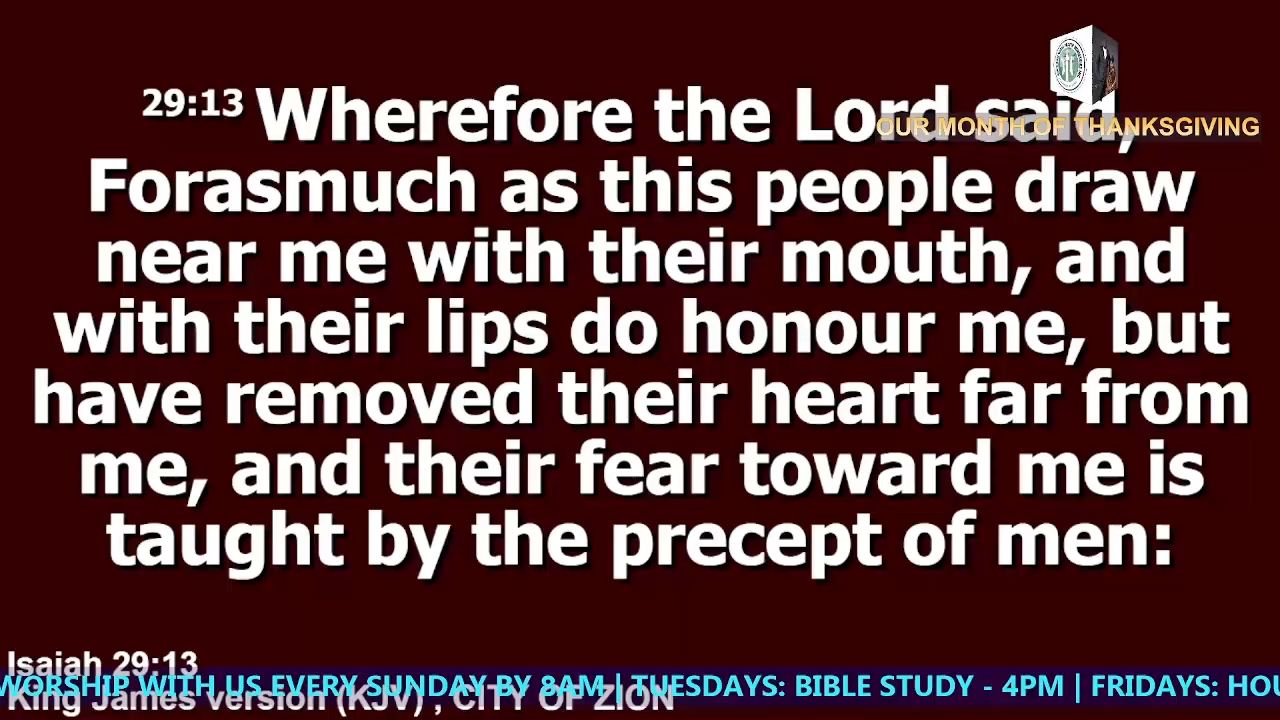 29:13 Wherefore the Lord said,
OUR MONTH OF THANKSGIVING
Forasmuch as this people draw
near me with their mouth, and
with their lips do honour me, but
have removed their heart far from
me, and their fear toward me is
taught by the precept of men:
Isaiah 29:13
WORSHIP WITH US EVERY SUNDAY BY 8AM | TUESDAYS: BIBLE STUDY - 4PM | FRIDAYS: HOU
King James version (KJV) , CITY OF ZION